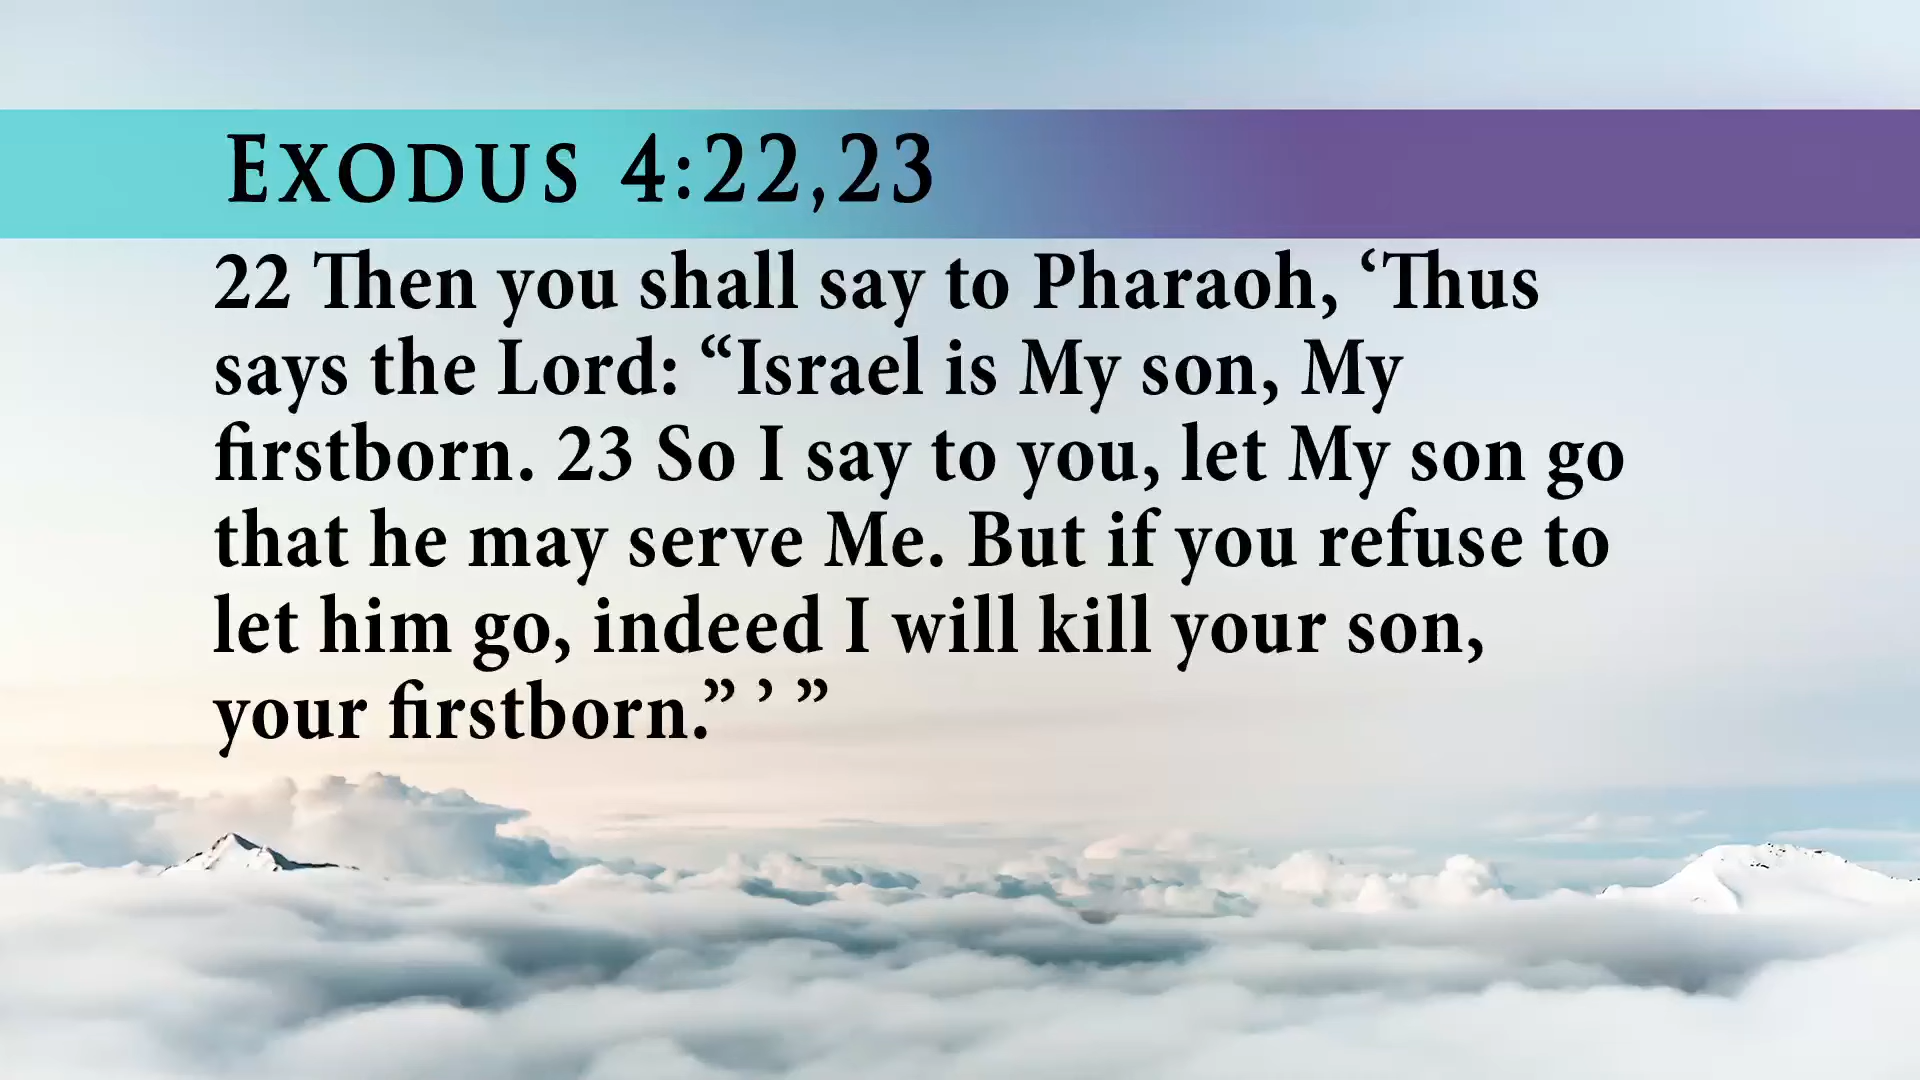 EXODUS 4:22,23
22 Then you shall say to Pharaoh, ‘Thus
says the Lord: “Israel is My son, My
firstborn. 23 So I say to you, let My son go
that he may serve Me. But if you refuse to
let him go, indeed I will kill your son,
your firstborn.” ’ ”